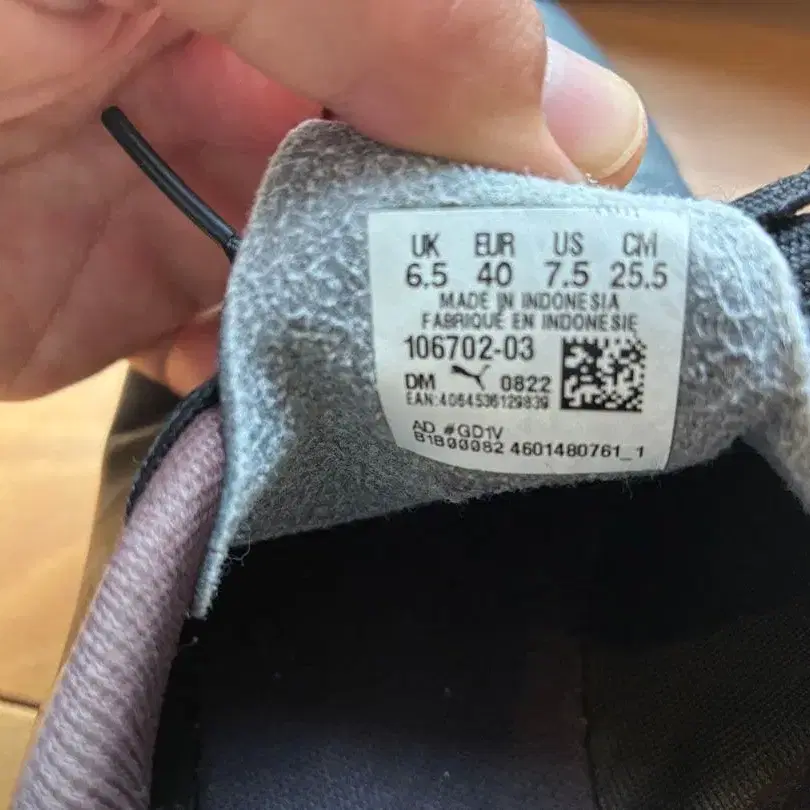 UK EUR US CM
6.5 40 7.5 25.5
MADE IN INDONESIA
FABRIQUÉ EN INDONESIE
106702-03
DM 0822
EAN:4064536129839
AD #GD1V
B1B00082 4601480761_1